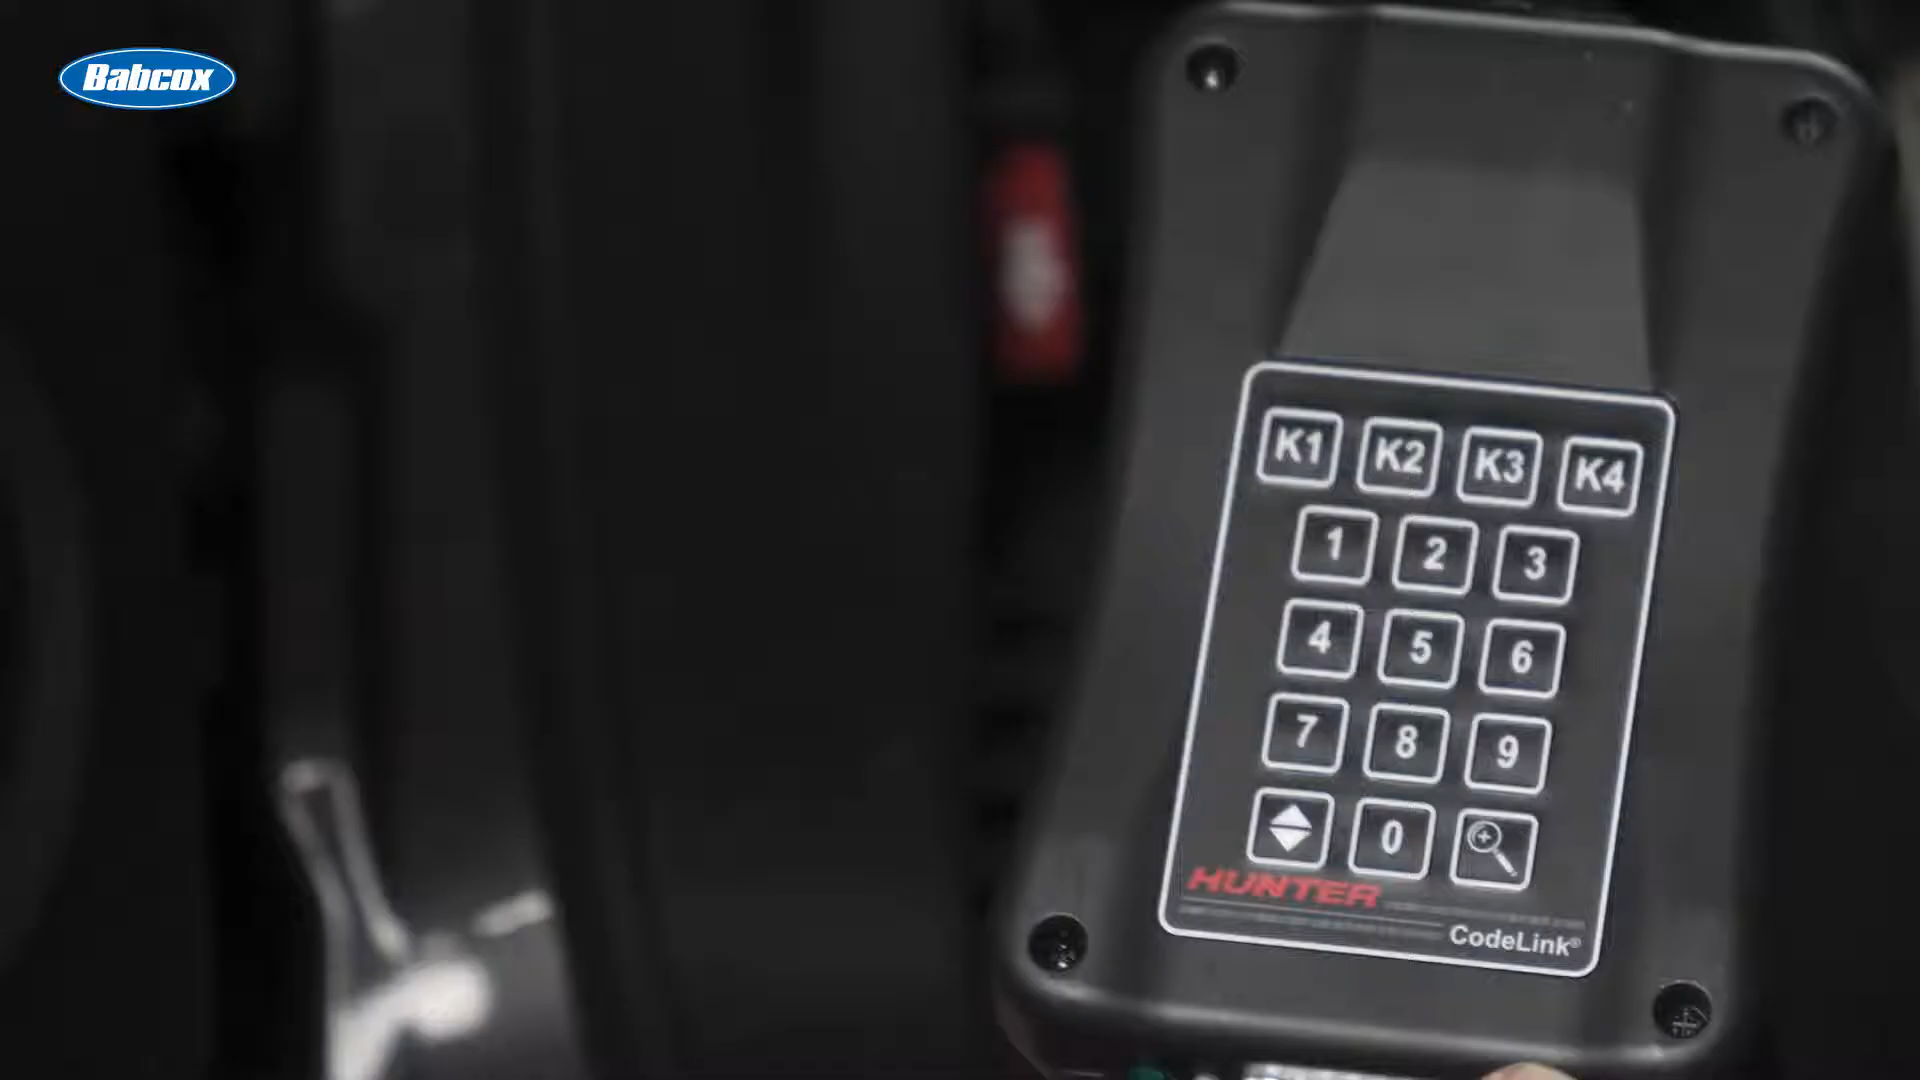 Babcox
K1 K2 K3 K4
1 2 3
4 5 6
7 8 9
0
HUNTER
CodeLink®